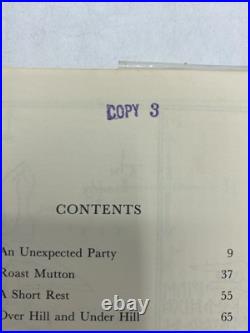 COPY 3
CONTENTS
An Unexpected Party 9
Roast Mutton 37
A Short Rest 55
Over Hill and Under Hill 65